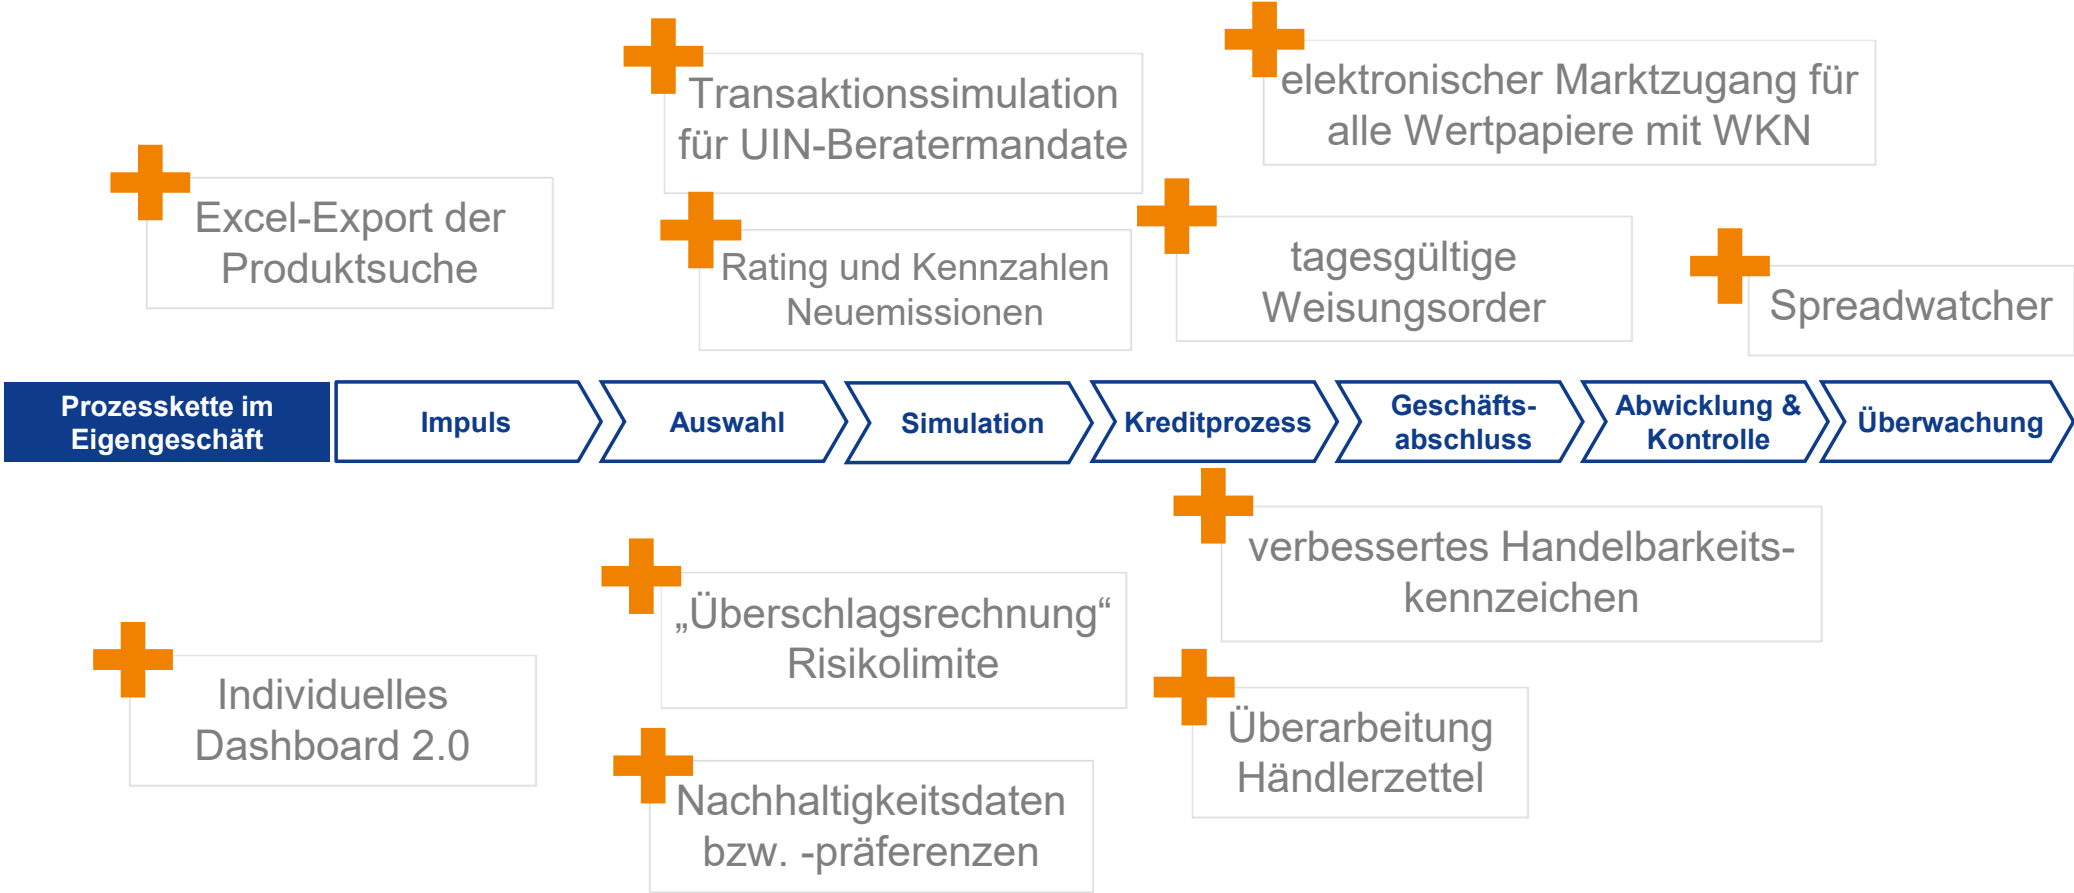 Transaktionssimulation
für UIN-Beratermandate
elektronischer Marktzugang für
alle Wertpapiere mit WKN
Excel-Export der
Produktsuche
Rating und Kennzahlen
Neuemissionen
tagesgültige
Weisungsorder
Spreadwatcher
Prozesskette im
Eigengeschäft
Impuls
Auswahl
Simulation
Kreditprozess
Geschäfts-
abschluss
Abwicklung &
Kontrolle
Überwachung
verbessertes Handelbarkeits-
kennzeichen
„Überschlagsrechnung“
Risikolimite
Individuelles
Dashboard 2.0
Überarbeitung
Händlerzettel
Nachhaltigkeitsdaten
bzw. -präferenzen